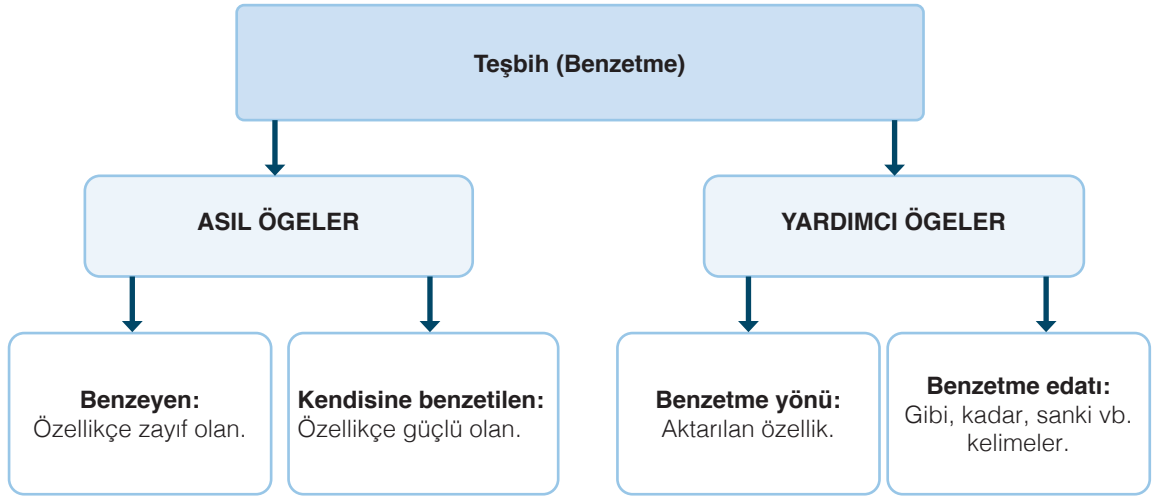 Teşbih (Benzetme)
ASIL ÖGELER
YARDIMCI ÖGELER
Benzeyen:
Özellikçe zayıf olan.
Kendisine benzetilen:
Özellikçe güçlü olan.
Benzetme yönü:
Aktarılan özellik.
Benzetme edatı:
Gibi, kadar, sanki vb.
kelimeler.